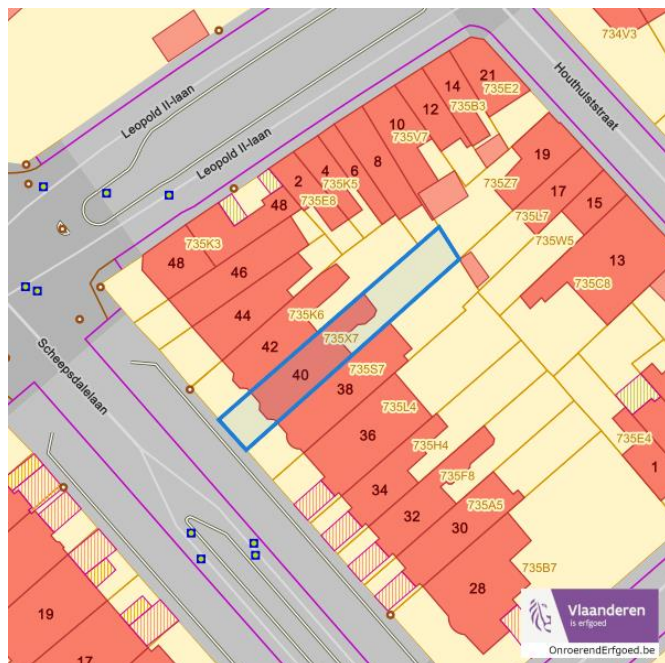 734V3
Leopold II-laan
Leopold II-laan
Houthulststraat
14
21
735E2
735B3
12
10
735V7
8
6
4
735K5
2
735E8
48
19
735Z7
17
15
735L7
735W5
13
735C8
735K3
48
46
44
735K6
42
735X7
735S7
40
38
735L4
36
735H4
735F8
34
32
735A5
30
28
735B7
735E4
1
Scheepsdalelaan
19
17
Vlaanderen
is erfgoed
OnroerendErfgoed.be